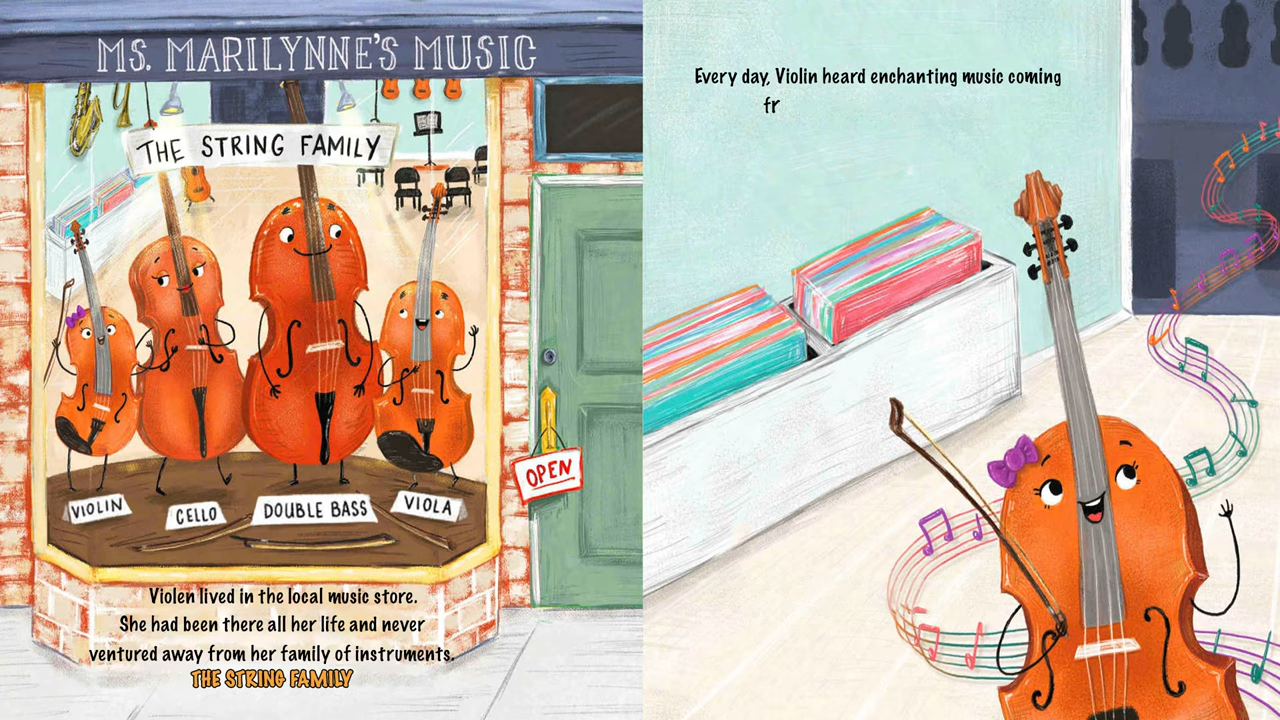 MS. MARILYNNE'S MUSIC
THE STRING FAMILY
VIOLIN
CELLO
DOUBLE BASS
VIOLA
OPEN
Violen lived in the local music store.
She had been there all her life and never
ventured away from her family of instruments.
THE STRING FAMILY
Every day, Violin heard enchanting music coming
fr